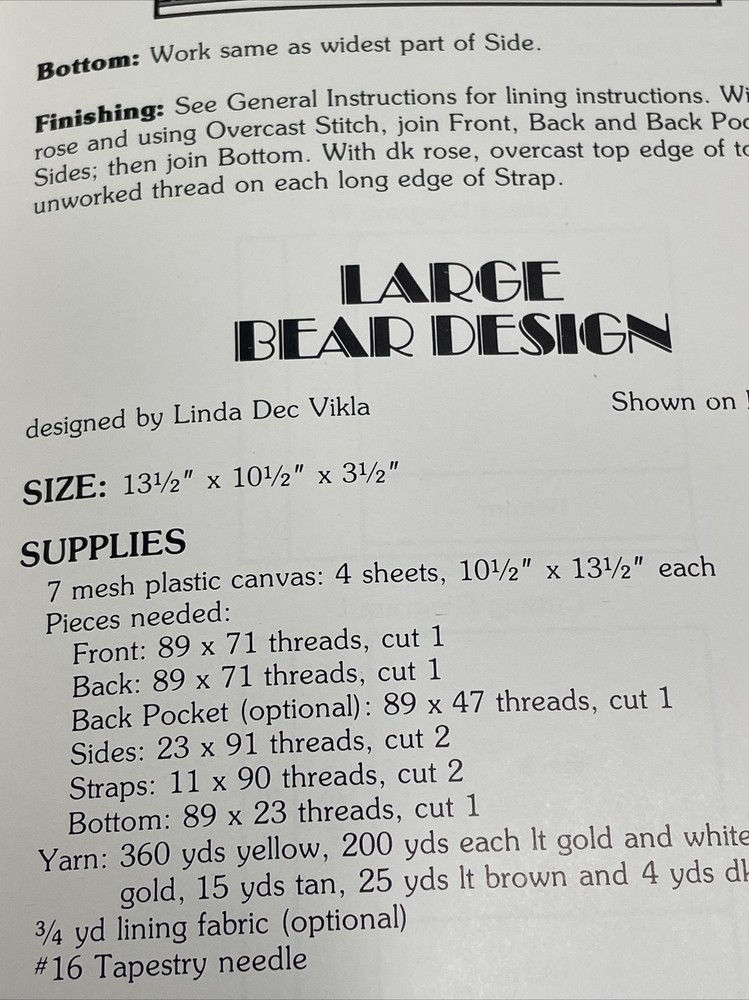 Bottom: Work same as widest part of Side.
Finishing: See General Instructions for lining instructions.
rose and using Overcast Stitch, join Front, Back and Back
Sides; then join Bottom. With dk rose, overcast top edge of
unworked thread on each long edge of Strap.
LARGE
BEAR DESIGN
designed by Linda Dec Vikla
Shown on
SIZE: 13½" x 10½" x 3½"
SUPPLIES
7 mesh plastic canvas: 4 sheets, 10½" x 13½" each
Pieces needed:
Front: 89 x 71 threads, cut 1
Back: 89 x 71 threads, cut 1
Back Pocket (optional): 89 x 47 threads, cut 1
Sides: 23 x 91 threads, cut 2
Straps: 11 x 90 threads, cut 2
Bottom: 89 x 23 threads, cut 1
Yarn: 360 yds yellow, 200 yds each lt gold and white
gold, 15 yds tan, 25 yds lt brown and 4 yds
¾ yd lining fabric (optional)
#16 Tapestry needle